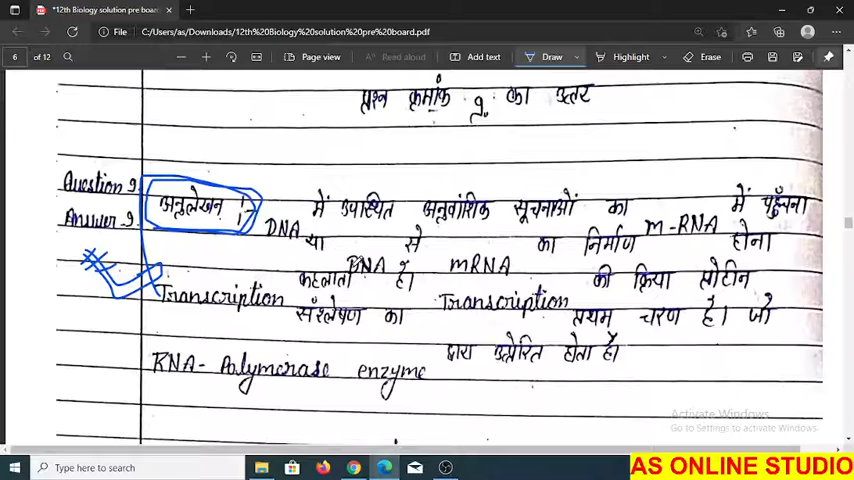 *12th Biology solution pre board
File C:/Users/as/Downloads/12th%20Biology%20solution%20pre%20board.pdf
6 of 12
Page view
Add text
Draw
Highlight
Erase
प्रश्न क्रमांक 9 का उत्तर
Question 9
Answer-9
अनुलेखन :-
DNA में उपस्थित अनुवांशिक सूचनाओं का m-RNA में पहुँचना
या DNA से mRNA का निर्माण होना
Transcription कहलाता है। Transcription की क्रिया प्रोटीन
संश्लेषण का प्रथम चरण है। जो
RNA-Polymerase enzyme द्वारा उत्प्रेरित होता है।
Activate Windows
Go to Settings to activate Windows.
Type here to search
AS ONLINE STUDIO